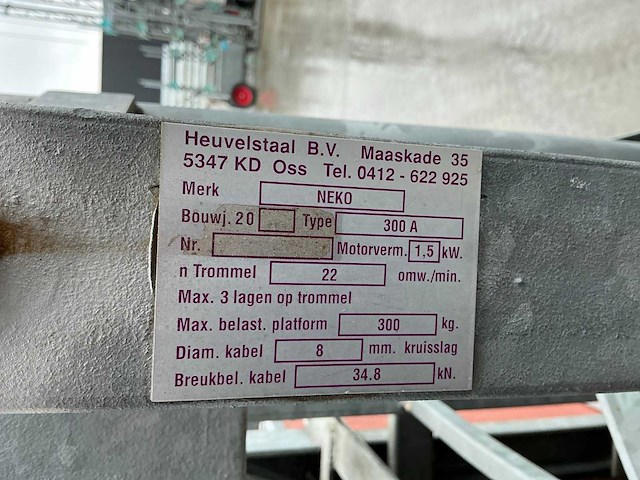 Heuvelstaal B.V. Maaskade 35
5347 KD Oss Tel. 0412 - 622 925
Merk NEKO
Bouwj. 20 Type 300 A
Nr. Motorverm. 1,5 kW.
n Trommel 22 omw./min.
Max. 3 lagen op trommel
Max. belast. platform 300 kg.
Diam. kabel 8 mm. kruisslag
Breukbel. kabel 34.8 kN.